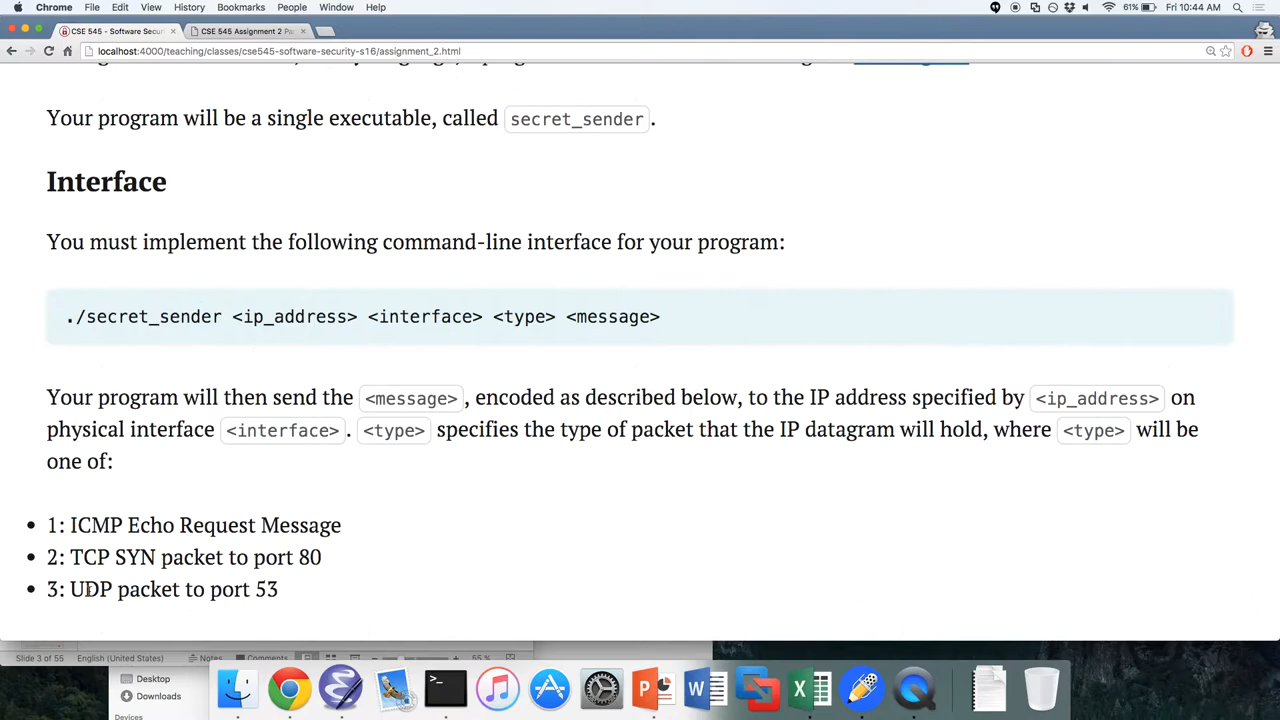 Chrome File Edit View History Bookmarks People Window Help 61% Fri 10:44 AM
CSE 545 - Software Securi × CSE 545 Assignment 2 Pa ×
localhost:4000/teaching/classes/cse545-software-security-s16/assignment_2.html
Your program will be a single executable, called secret_sender.
Interface
You must implement the following command-line interface for your program:
./secret_sender <ip_address> <interface> <type> <message>
Your program will then send the <message>, encoded as described below, to the IP address specified by <ip_address> on
physical interface <interface>. <type> specifies the type of packet that the IP datagram will hold, where <type> will be
one of:
• 1: ICMP Echo Request Message
• 2: TCP SYN packet to port 80
• 3: UDP packet to port 53
Slide 3 of 55 English (United States) Notes Comments 55 %
Desktop
Downloads
Devices